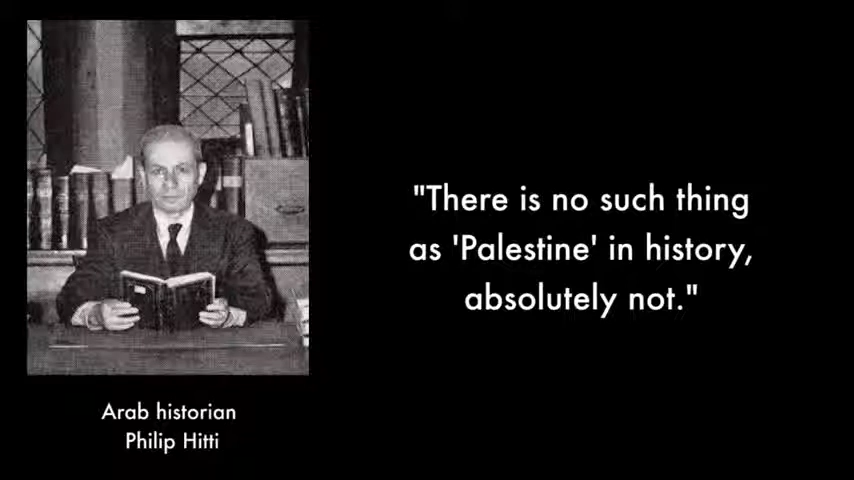 "There is no such thing
as 'Palestine' in history,
absolutely not."
Arab historian
Philip Hitti